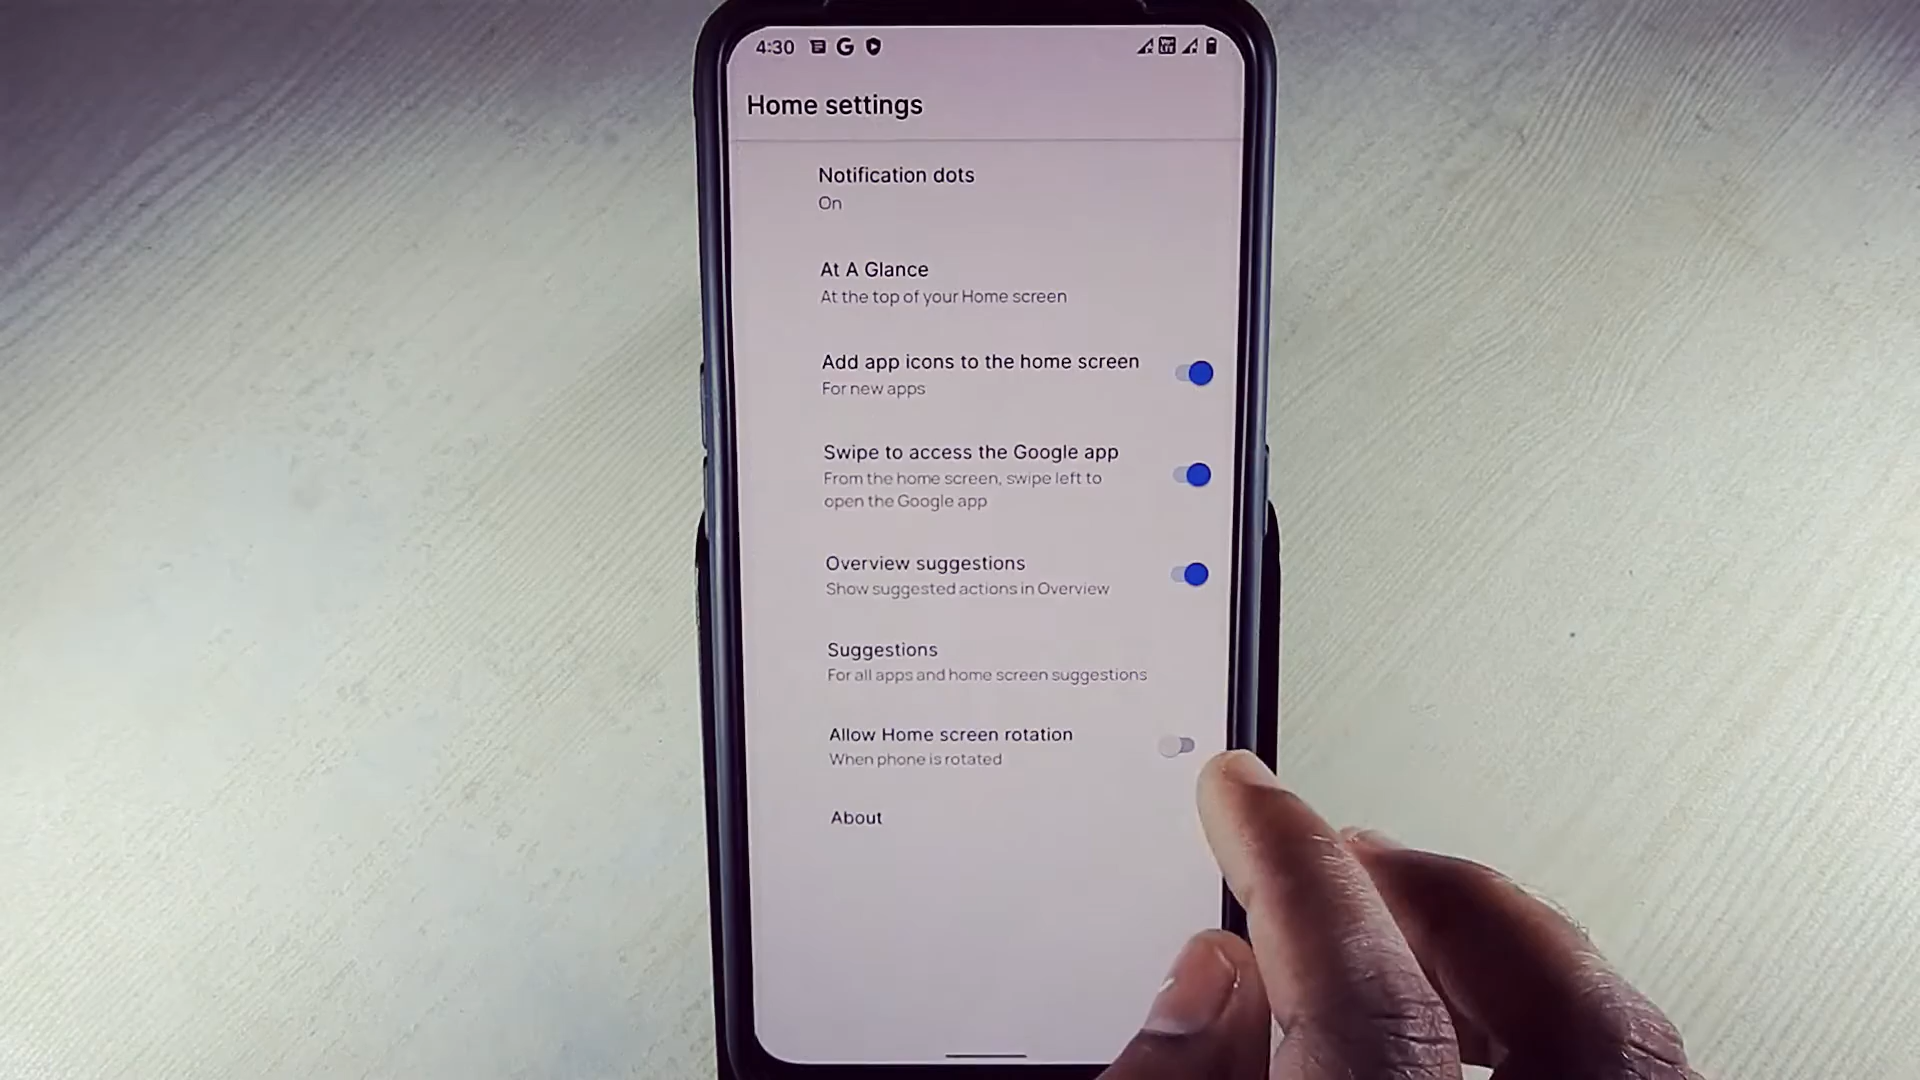 4:30
Home settings
Notification dots
On
At A Glance
At the top of your Home screen
Add app icons to the home screen
For new apps
Swipe to access the Google app
From the home screen, swipe left to
open the Google app
Overview suggestions
Show suggested actions in Overview
Suggestions
For all apps and home screen suggestions
Allow Home screen rotation
When phone is rotated
About